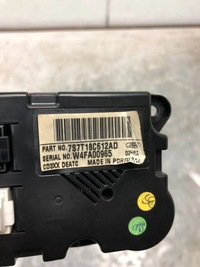 PART NO. 7S7T18C612AD
SERIAL NO. W4FA00965
CD3XX DEATC MADE IN PORTUGAL